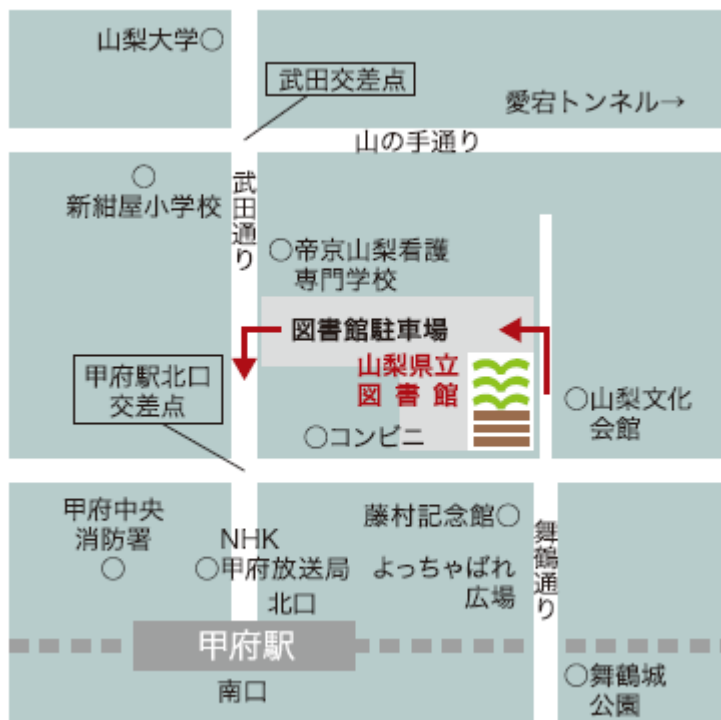 山梨大学
武田交差点
愛宕トンネル→
山の手通り
新紺屋小学校
武田通り
帝京山梨看護
専門学校
図書館駐車場
山梨県立
図書館
甲府駅北口
交差点
山梨文化
会館
コンビニ
甲府中央
消防署
NHK
甲府放送局
藤村記念館
よっちゃばれ
広場
舞鶴通り
北口
甲府駅
南口
舞鶴城
公園